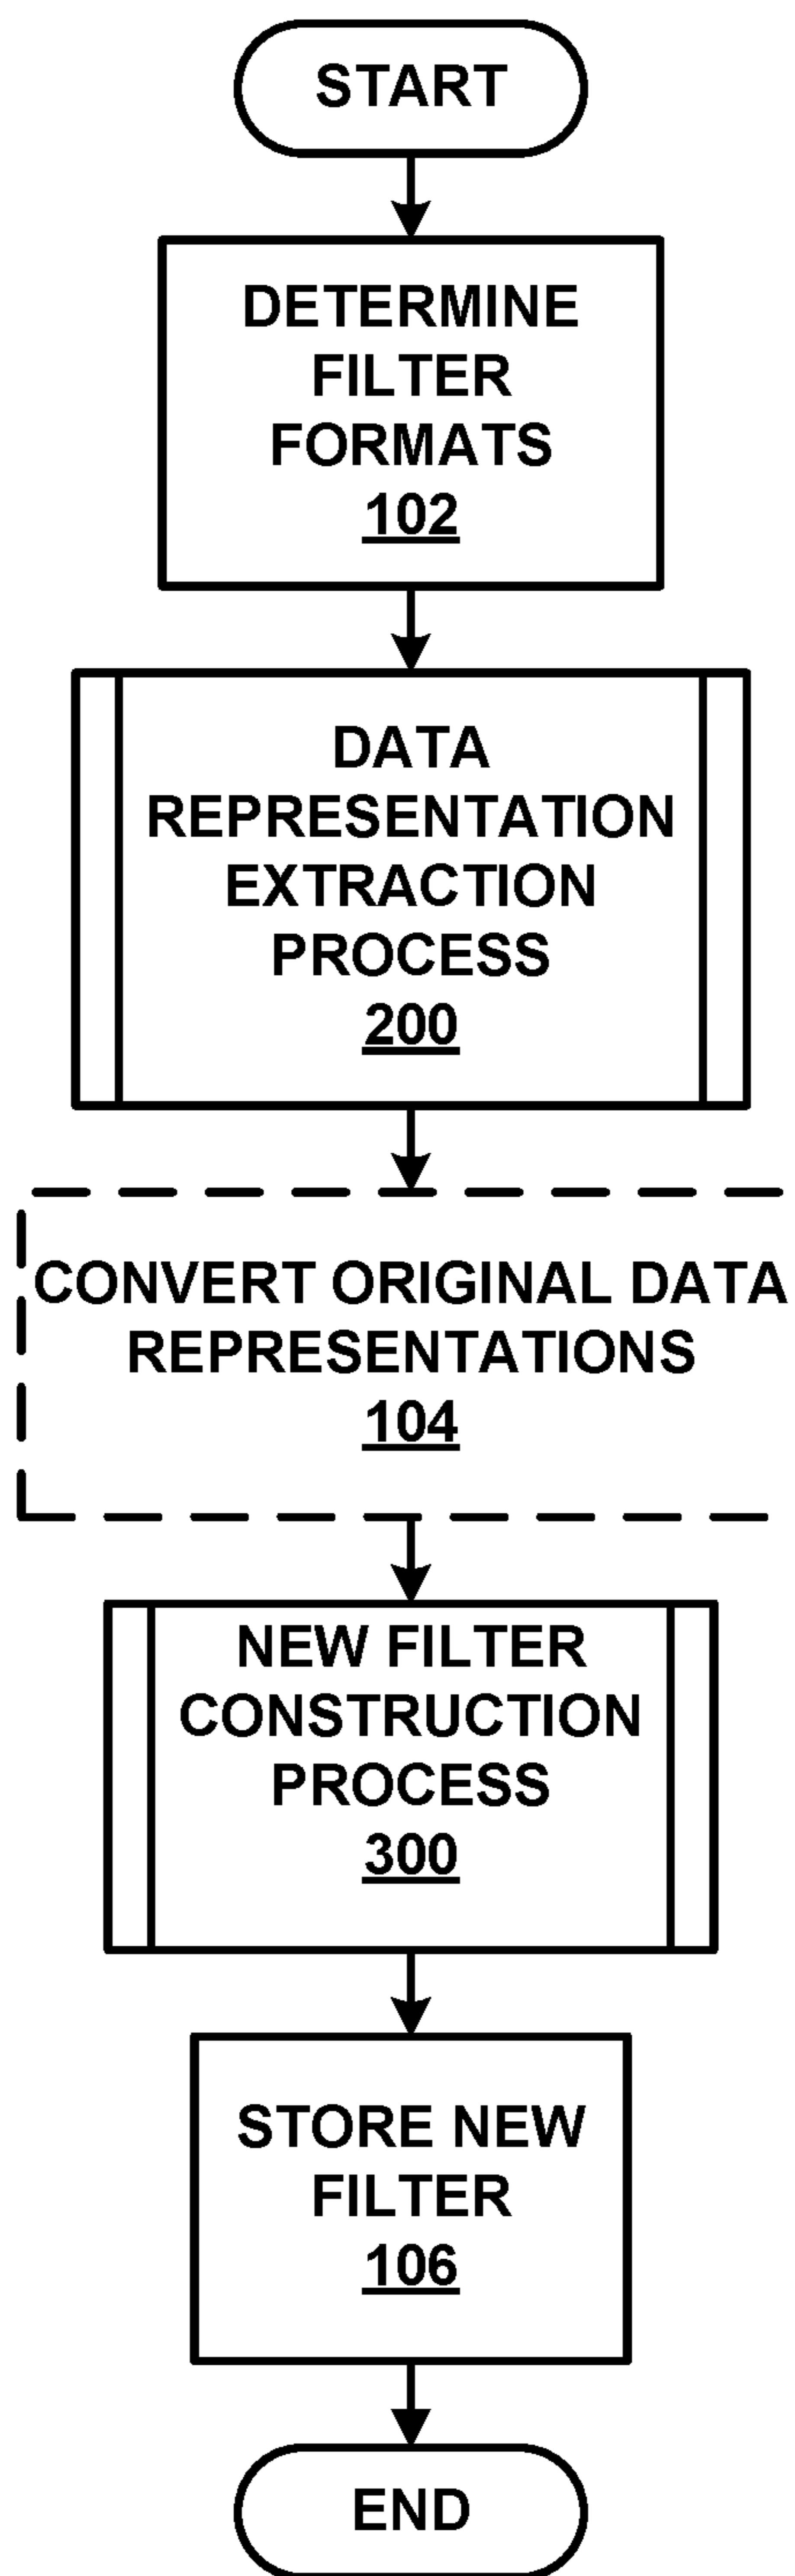 START
DETERMINE
FILTER
FORMATS
102
DATA
REPRESENTATION
EXTRACTION
PROCESS
200
CONVERT ORIGINAL DATA
REPRESENTATIONS
104
NEW FILTER
CONSTRUCTION
PROCESS
300
STORE NEW
FILTER
106
END